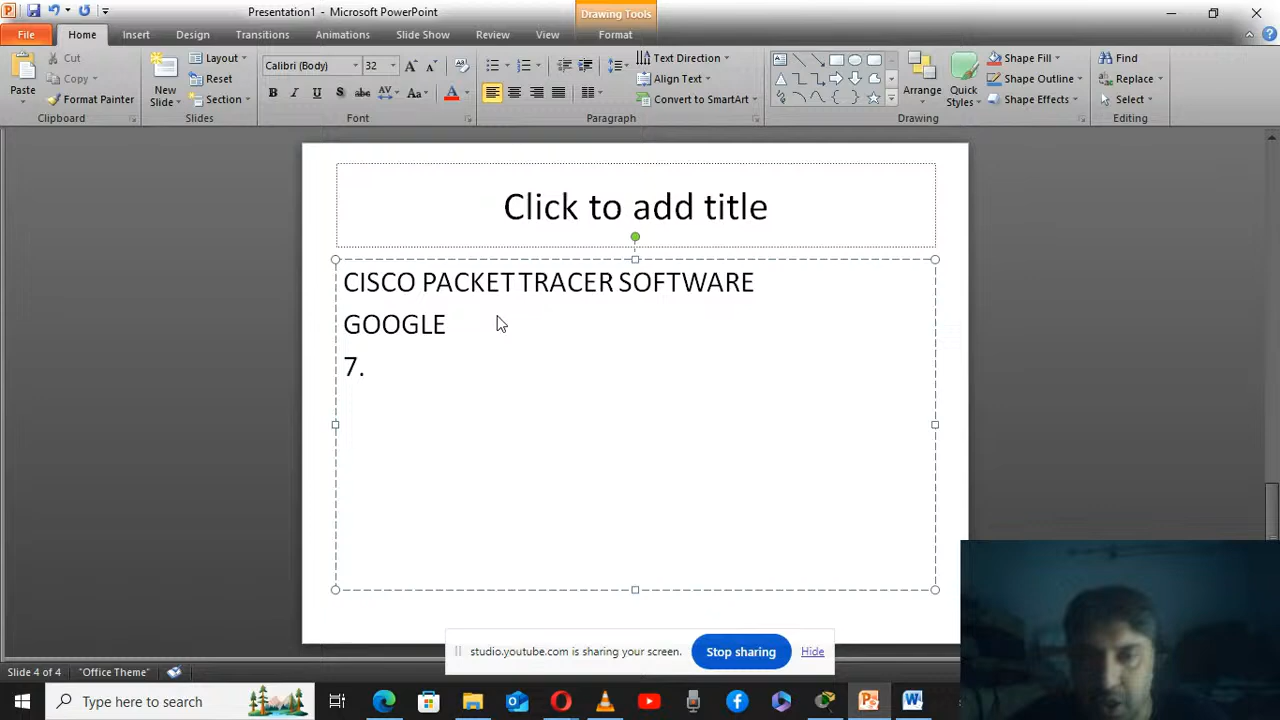 Presentation1 - Microsoft PowerPoint
Drawing Tools
File Home Insert Design Transitions Animations Slide Show Review View Format
Paste
Cut
Copy
Format Painter
Clipboard
New Slide
Layout
Reset
Section
Slides
Calibri (Body) 32
B I U S abc AV Aa A
Font
Paragraph
Text Direction
Align Text
Convert to SmartArt
Arrange
Quick Styles
Shape Fill
Shape Outline
Shape Effects
Drawing
Find
Replace
Select
Editing
Click to add title
CISCO PACKET TRACER SOFTWARE
GOOGLE
7.
studio.youtube.com is sharing your screen. Stop sharing Hide
Slide 4 of 4 "Office Theme"
Type here to search